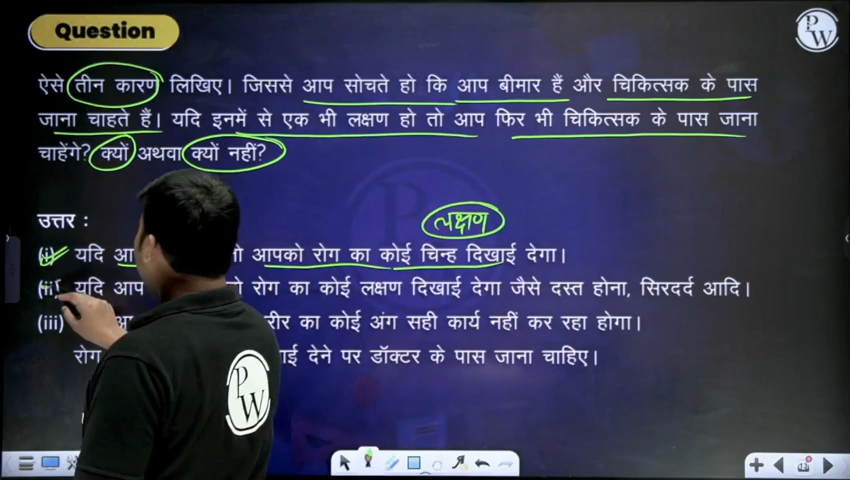 Question
PW
ऐसे तीन कारण लिखिए। जिससे आप सोचते हो कि आप बीमार हैं और चिकित्सक के पास
जाना चाहते हैं। यदि इनमें से एक भी लक्षण हो तो आप फिर भी चिकित्सक के पास जाना
चाहेंगे? क्यों अथवा क्यों नहीं?
उत्तर :
लक्षण
(i) यदि आ तो आपको रोग का कोई चिन्ह दिखाई देगा।
(ii) यदि आप रोग का कोई लक्षण दिखाई देगा जैसे दस्त होना, सिरदर्द आदि।
(iii) का कोई अंग सही कार्य नहीं कर रहा होगा।
रोग देने पर डॉक्टर के पास जाना चाहिए।
PW